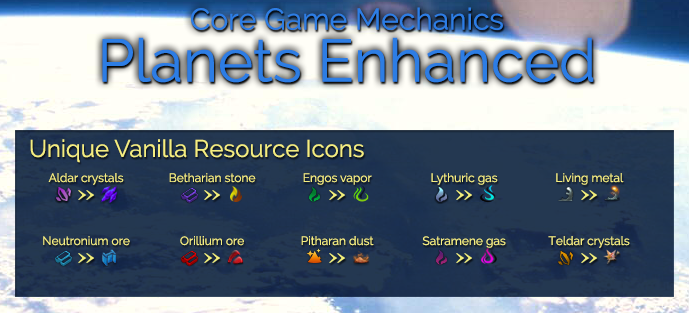 Core Game Mechanics
Planets Enhanced
Unique Vanilla Resource Icons
Aldar crystals Betharian stone Engos vapor Lythuric gas Living metal
Neutronium ore Orillium ore Pitharan dust Satramene gas Teldar crystals